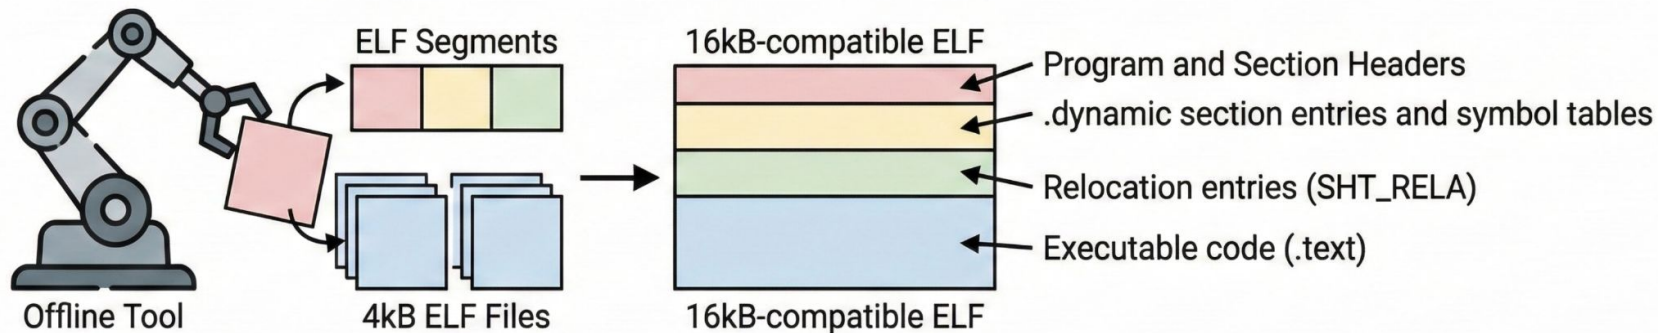 ELF Segments
16kB-compatible ELF
Program and Section Headers
.dynamic section entries and symbol tables
Relocation entries (SHT_RELA)
Executable code (.text)
Offline Tool
4kB ELF Files
16kB-compatible ELF